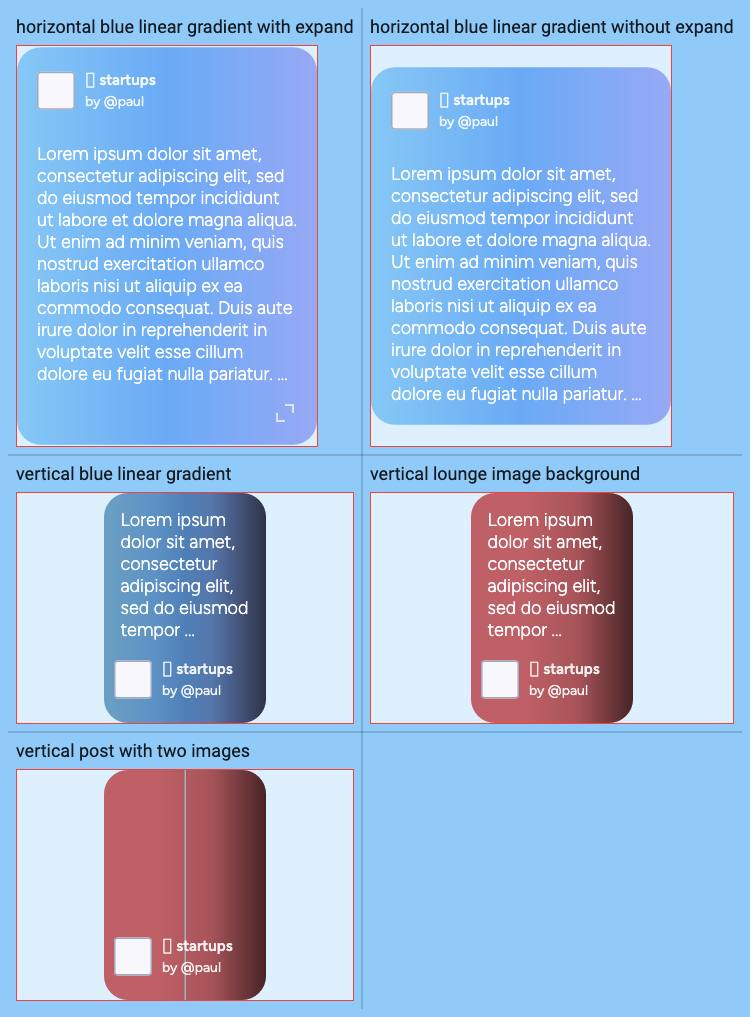 horizontal blue linear gradient with expand
startups
by @paul
Lorem ipsum dolor sit amet,
consectetur adipiscing elit, sed
do eiusmod tempor incididunt
ut labore et dolore magna aliqua.
Ut enim ad minim veniam, quis
nostrud exercitation ullamco
laboris nisi ut aliquip ex ea
commodo consequat. Duis aute
irure dolor in reprehenderit in
voluptate velit esse cillum
dolore eu fugiat nulla pariatur. ...
horizontal blue linear gradient without expand
startups
by @paul
Lorem ipsum dolor sit amet,
consectetur adipiscing elit, sed
do eiusmod tempor incididunt
ut labore et dolore magna aliqua.
Ut enim ad minim veniam, quis
nostrud exercitation ullamco
laboris nisi ut aliquip ex ea
commodo consequat. Duis aute
irure dolor in reprehenderit in
voluptate velit esse cillum
dolore eu fugiat nulla pariatur. ...
vertical blue linear gradient
Lorem ipsum
dolor sit amet,
consectetur
adipiscing elit,
sed do eiusmod
tempor ...
startups
by @paul
vertical lounge image background
Lorem ipsum
dolor sit amet,
consectetur
adipiscing elit,
sed do eiusmod
tempor ...
startups
by @paul
vertical post with two images
startups
by @paul